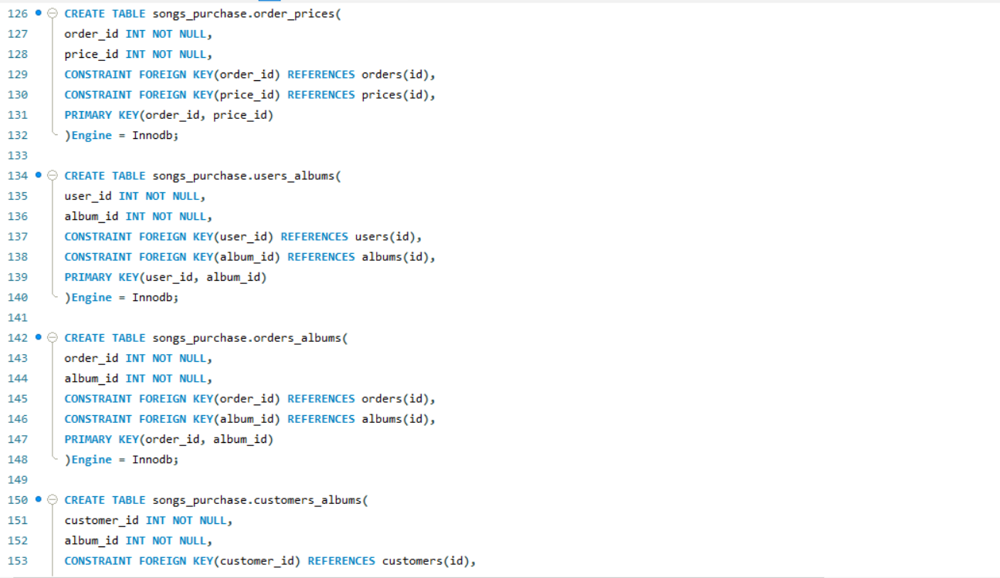 126 CREATE TABLE songs_purchase.order_prices(
127 order_id INT NOT NULL,
128 price_id INT NOT NULL,
129 CONSTRAINT FOREIGN KEY(order_id) REFERENCES orders(id),
130 CONSTRAINT FOREIGN KEY(price_id) REFERENCES prices(id),
131 PRIMARY KEY(order_id, price_id)
132 )Engine = Innodb;
133
134 CREATE TABLE songs_purchase.users_albums(
135 user_id INT NOT NULL,
136 album_id INT NOT NULL,
137 CONSTRAINT FOREIGN KEY(user_id) REFERENCES users(id),
138 CONSTRAINT FOREIGN KEY(album_id) REFERENCES albums(id),
139 PRIMARY KEY(user_id, album_id)
140 )Engine = Innodb;
141
142 CREATE TABLE songs_purchase.orders_albums(
143 order_id INT NOT NULL,
144 album_id INT NOT NULL,
145 CONSTRAINT FOREIGN KEY(order_id) REFERENCES orders(id),
146 CONSTRAINT FOREIGN KEY(album_id) REFERENCES albums(id),
147 PRIMARY KEY(order_id, album_id)
148 )Engine = Innodb;
149
150 CREATE TABLE songs_purchase.customers_albums(
151 customer_id INT NOT NULL,
152 album_id INT NOT NULL,
153 CONSTRAINT FOREIGN KEY(customer_id) REFERENCES customers(id),